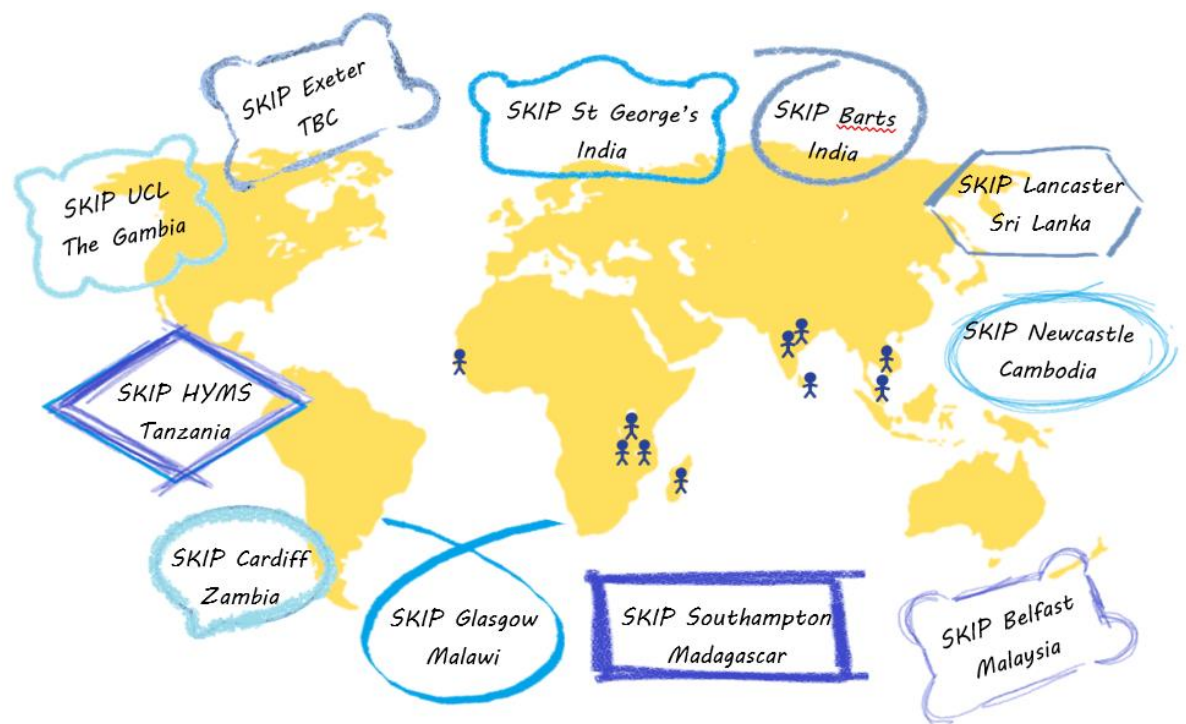 SKIP Exeter
TBC
SKIP St George's
India
SKIP Barts
India
SKIP UCL
The Gambia
SKIP Lancaster
Sri Lanka
SKIP HYMS
Tanzania
SKIP Newcastle
Cambodia
SKIP Cardiff
Zambia
SKIP Glasgow
Malawi
SKIP Southampton
Madagascar
SKIP Belfast
Malaysia